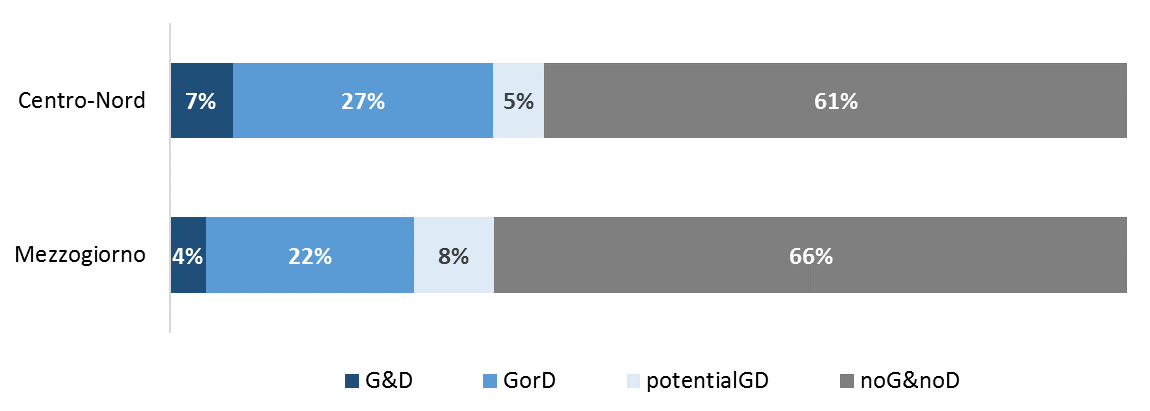 Centro-Nord 7% 27% 5% 61%
Mezzogiorno 4% 22% 8% 66%
G&D GorD potentialGD noG&noD